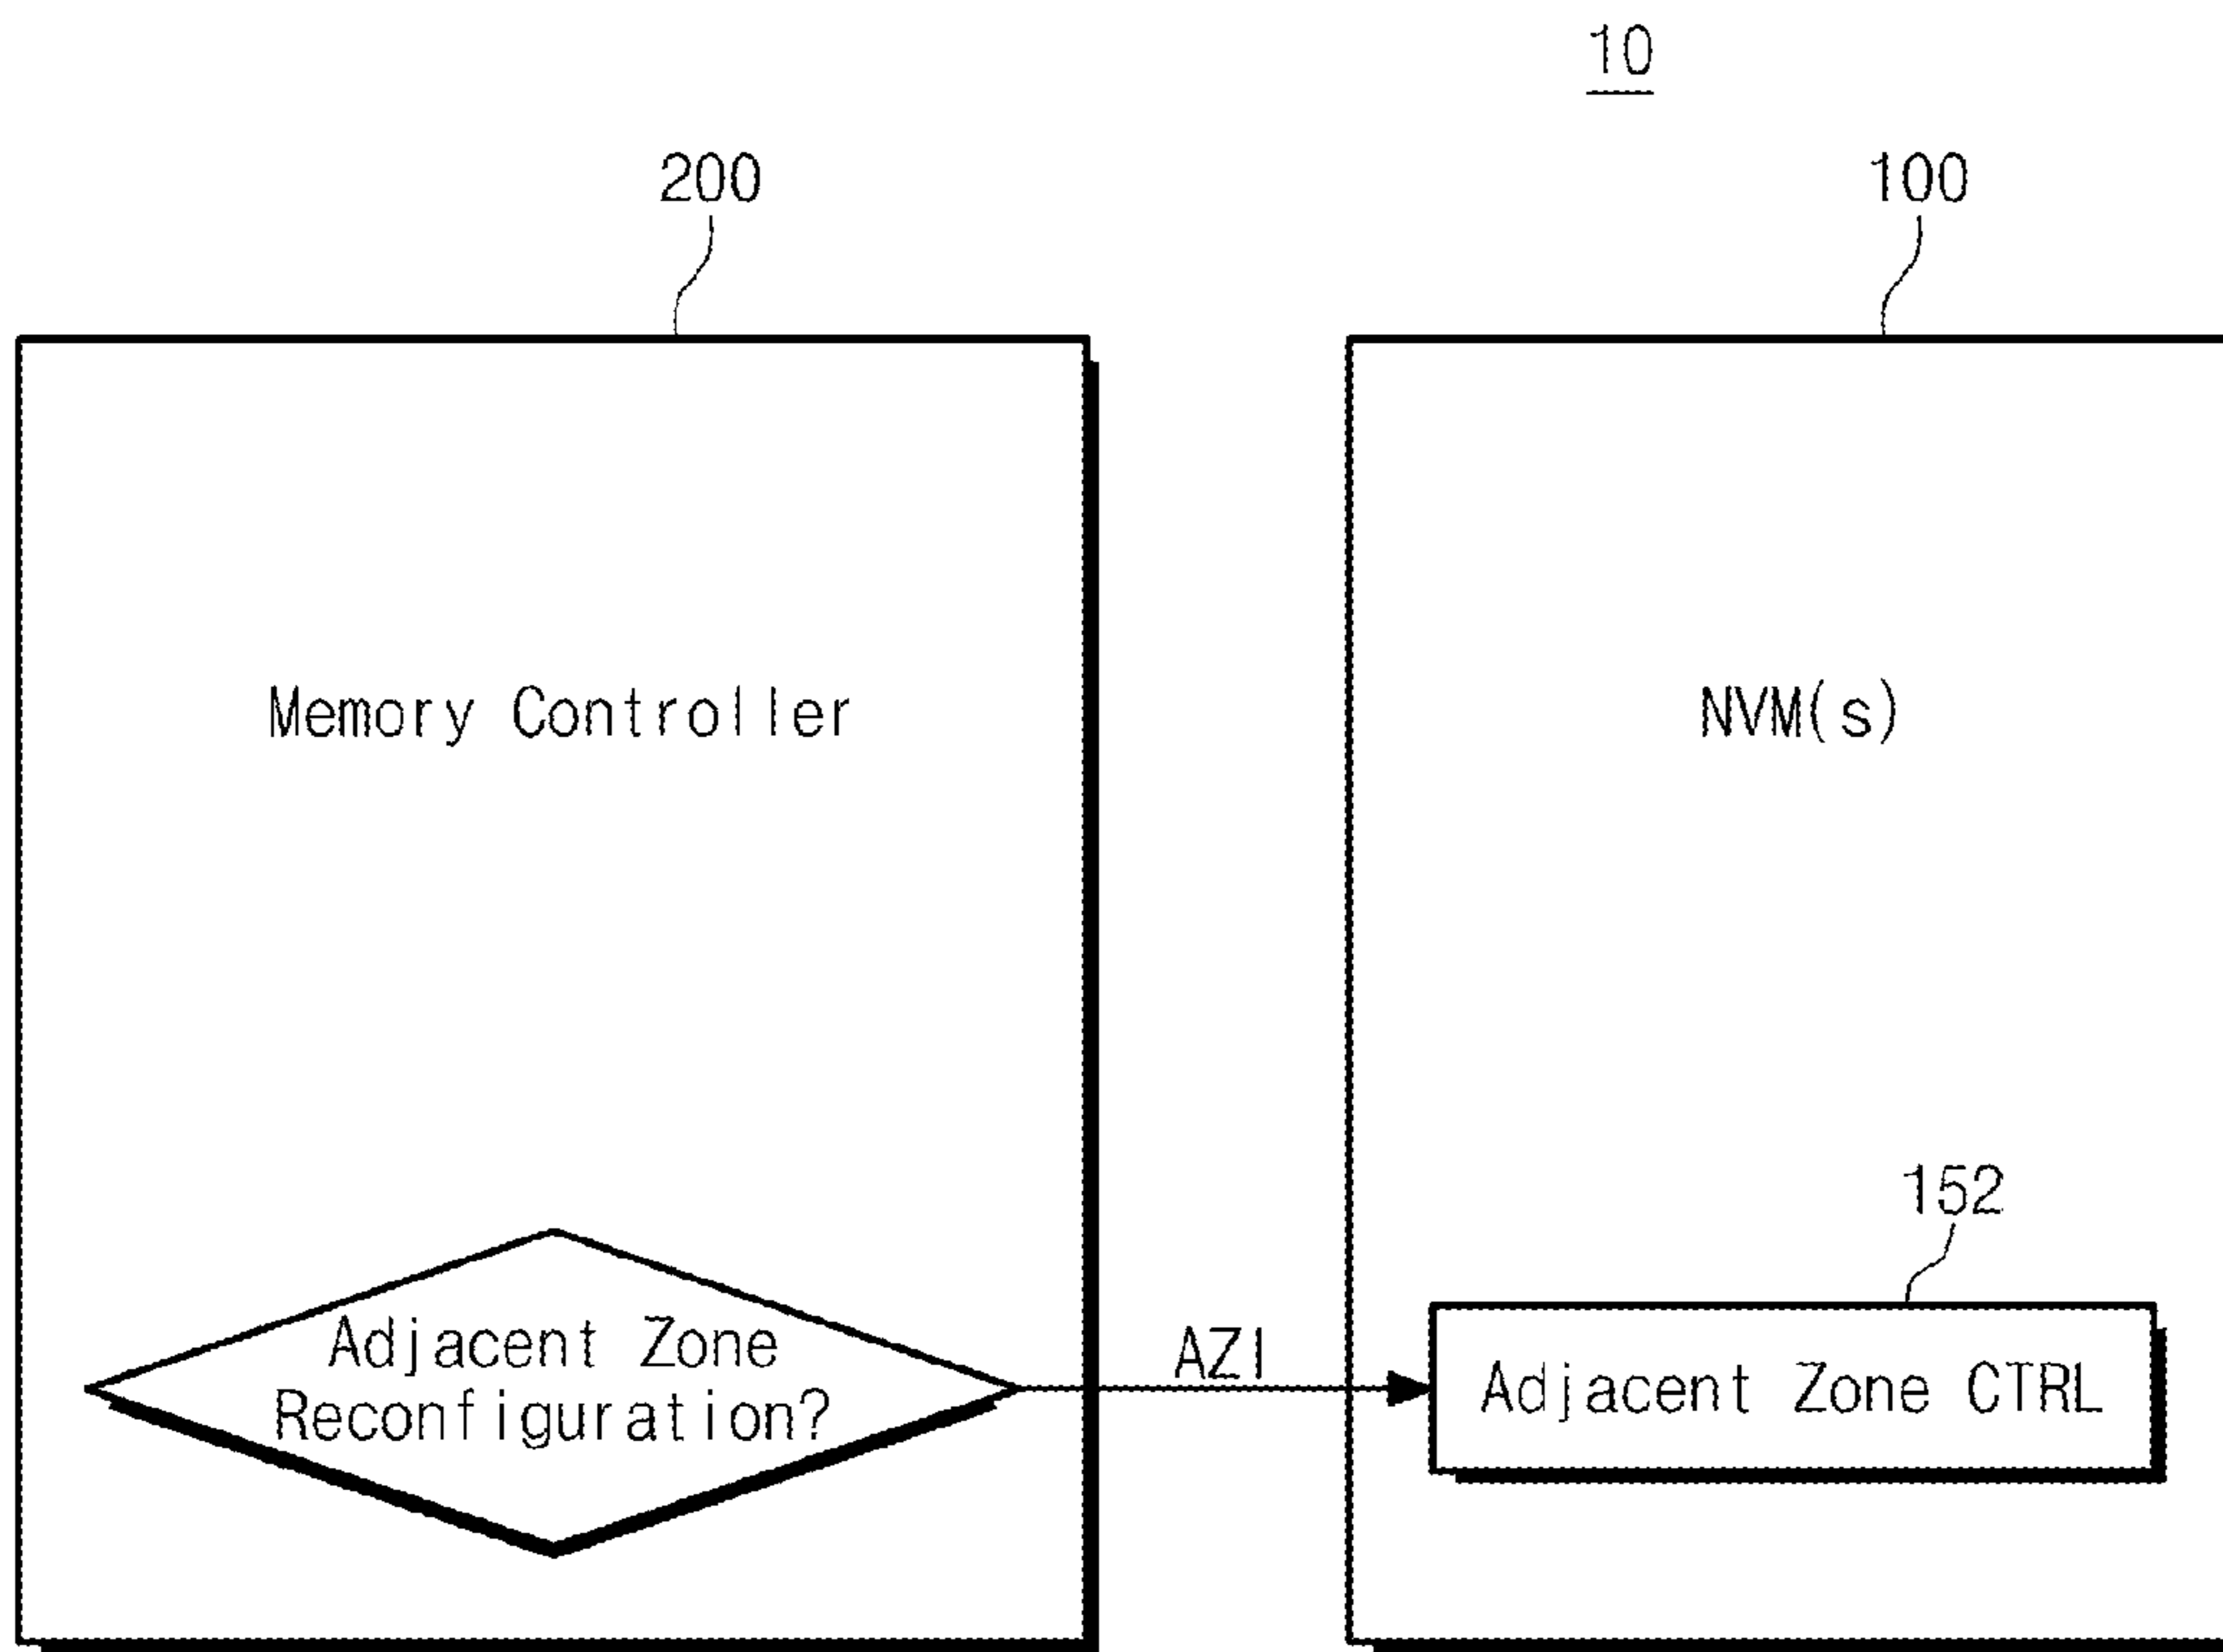 10
200
100
Memory Controller
NVM(s)
152
Adjacent Zone
Reconfiguration?
AZI
Adjacent Zone CTRL